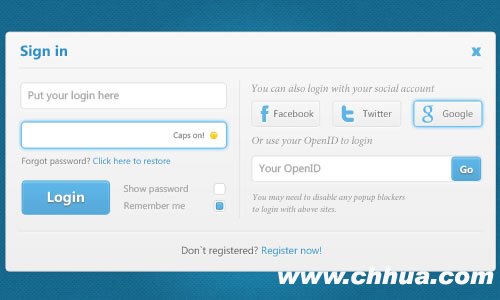 Sign in
x
Put your login here
Caps on!
Forgot password? Click here to restore
Login
Show password
Remember me
You can also login with your social account
Facebook
Twitter
Google
Or use your OpenID to login
Your OpenID
Go
You may need to disable any popup blockers
to login with above sites.
Don`t registered? Register now!
www.chhua.com